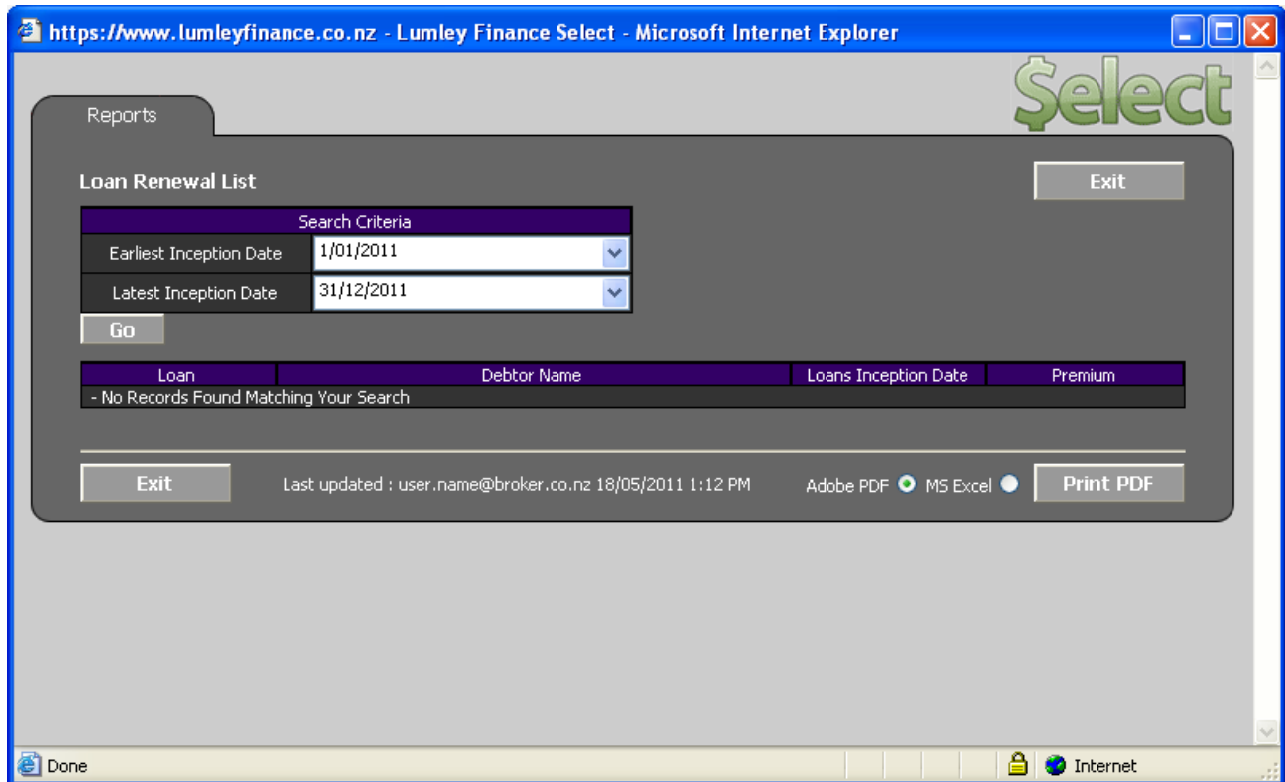 https://www.lumleyfinance.co.nz - Lumley Finance Select - Microsoft Internet Explorer
$elect
Reports
Loan Renewal List
Exit
Search Criteria
Earliest Inception Date 1/01/2011
Latest Inception Date 31/12/2011
Go
Loan Debtor Name Loans Inception Date Premium
- No Records Found Matching Your Search
Exit Last updated : user.name@broker.co.nz 18/05/2011 1:12 PM Adobe PDF MS Excel Print PDF
Done Internet